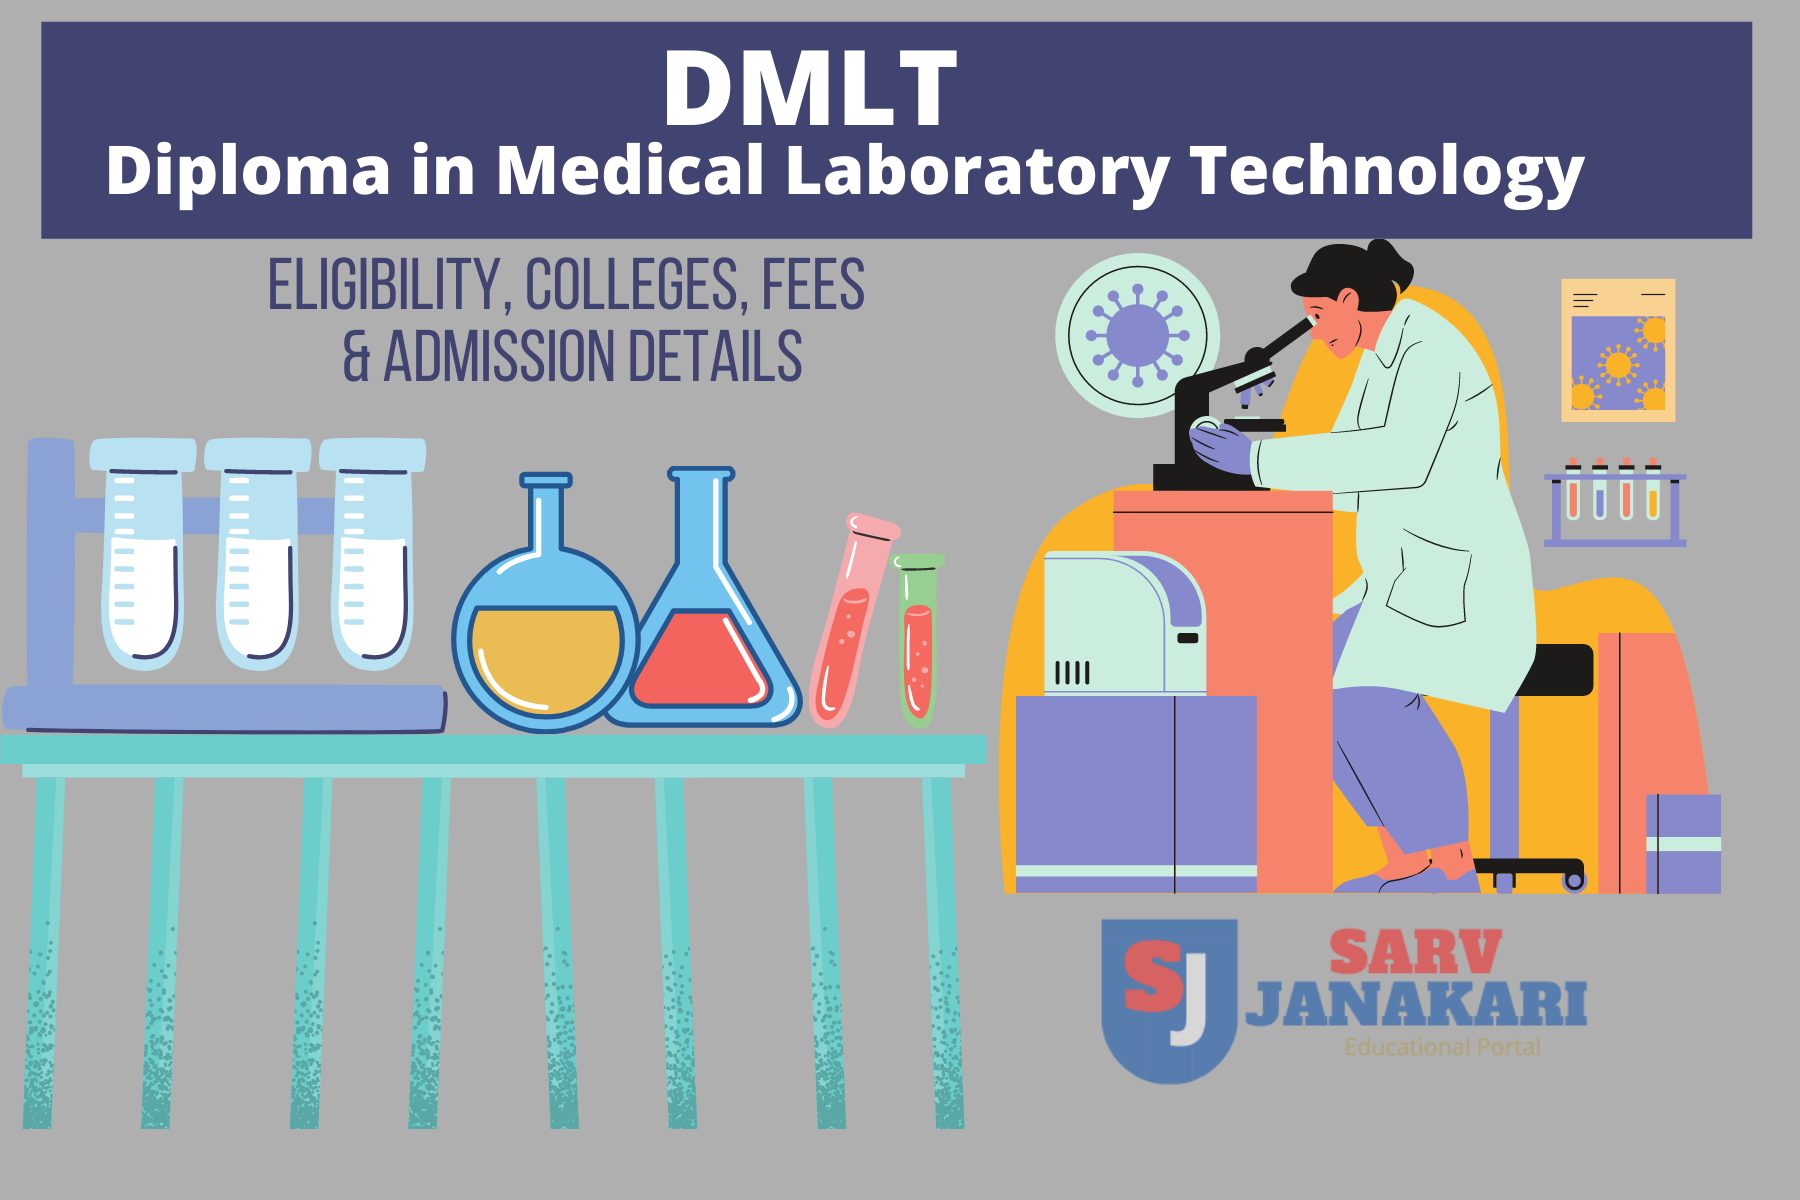 DMLT
Diploma in Medical Laboratory Technology
ELIGIBILITY, COLLEGES, FEES
& ADMISSION DETAILS
SJ
SARV
JANAKARI
Educational Portal